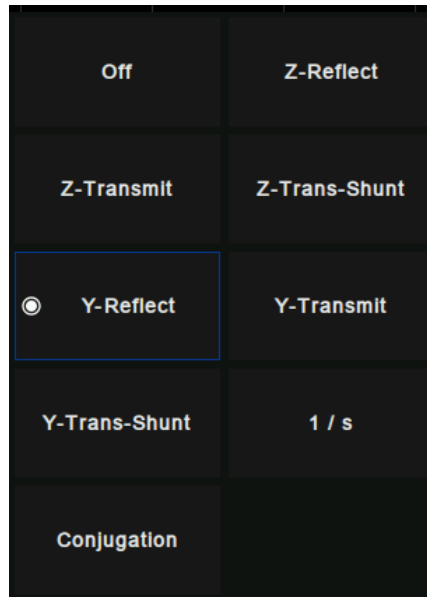 Off
Z-Reflect
Z-Transmit
Z-Trans-Shunt
Y-Reflect
Y-Transmit
Y-Trans-Shunt
1 / s
Conjugation